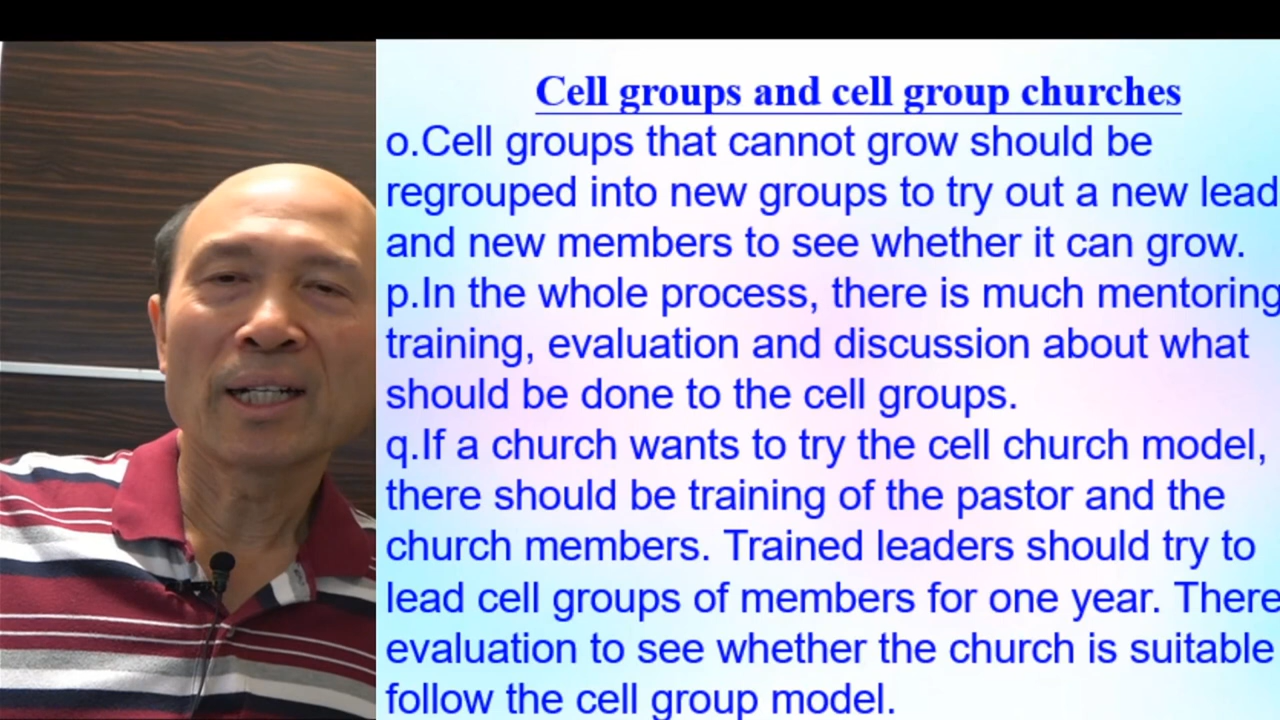 Cell groups and cell group churches
o.Cell groups that cannot grow should be
regrouped into new groups to try out a new lead
and new members to see whether it can grow.
p.In the whole process, there is much mentoring
training, evaluation and discussion about what
should be done to the cell groups.
q.If a church wants to try the cell church model,
there should be training of the pastor and the
church members. Trained leaders should try to
lead cell groups of members for one year. There
evaluation to see whether the church is suitable
follow the cell group model.